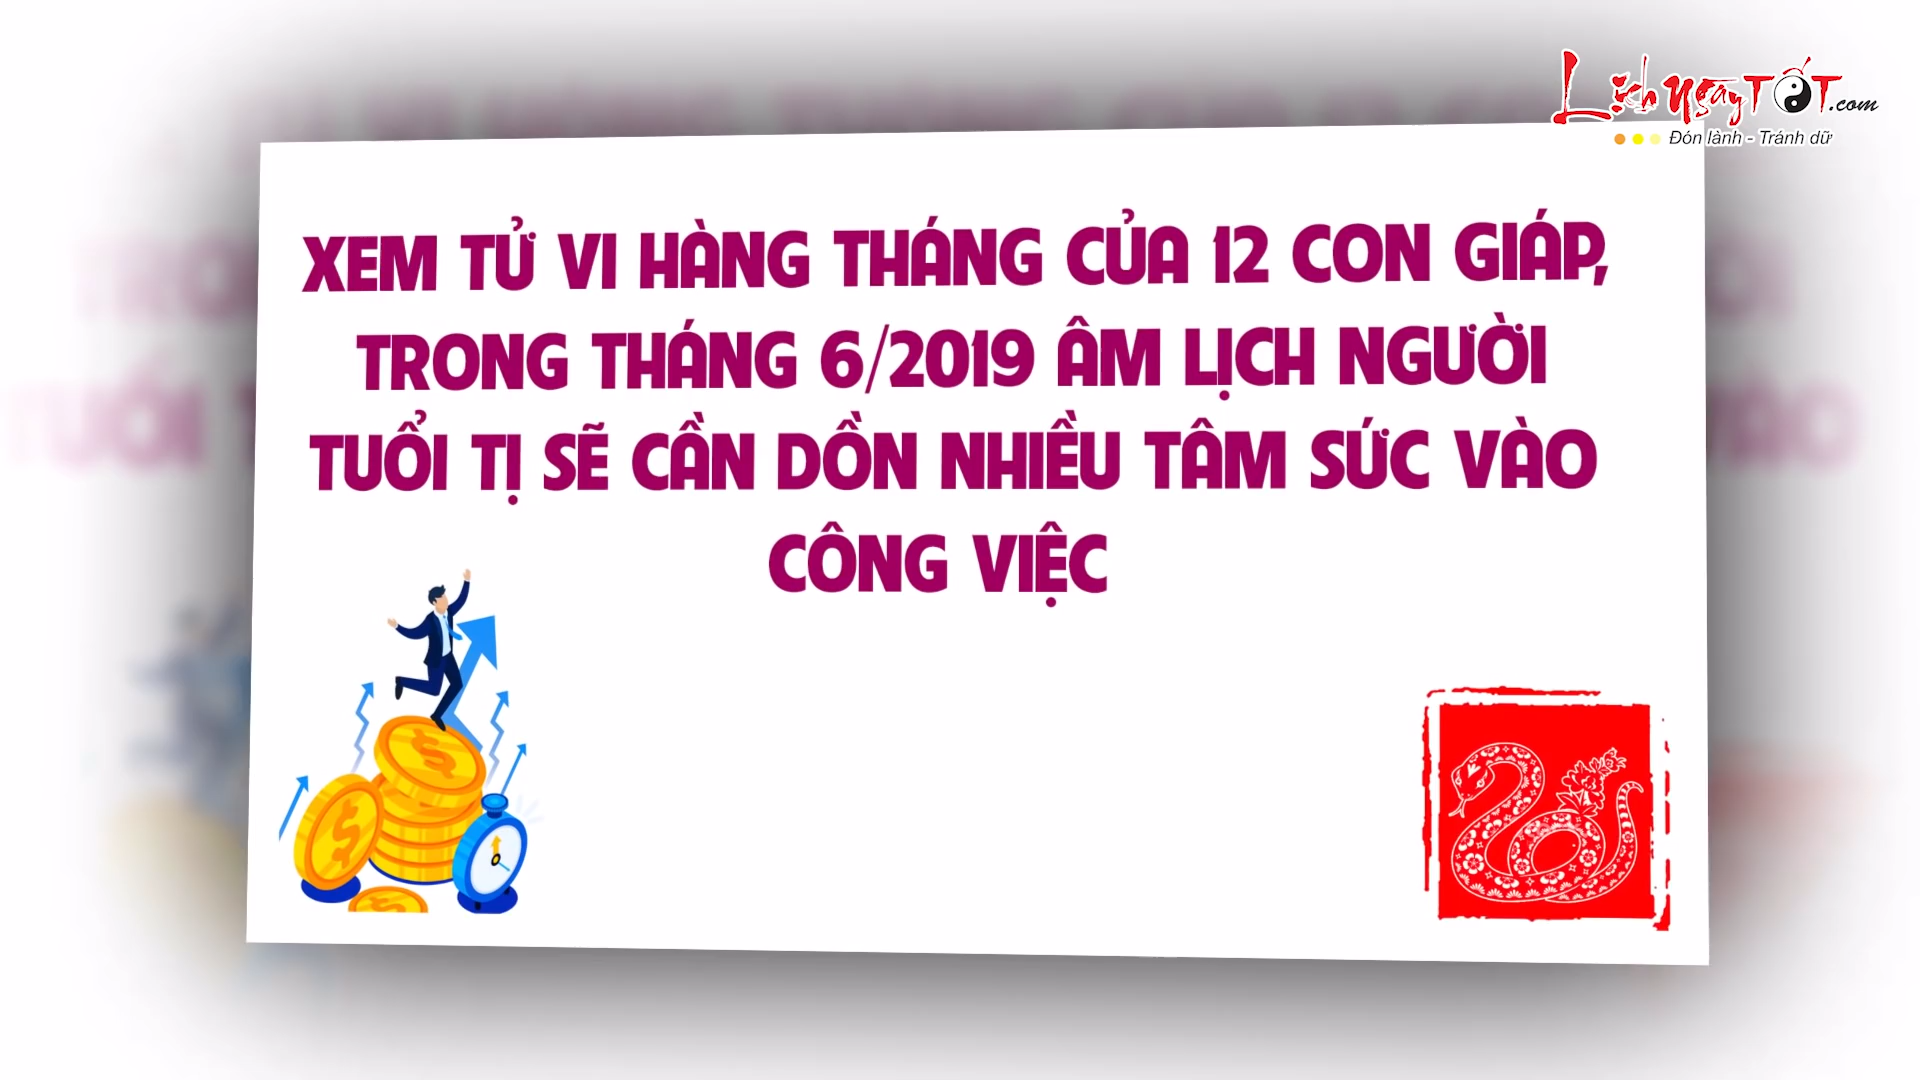 LịchNgàyTỐT.com
Đón lành - Tránh dữ
XEM TỬ VI HÀNG THÁNG CỦA 12 CON GIÁP,
TRONG THÁNG 6/2019 ÂM LỊCH NGƯỜI
TUỔI TỊ SẼ CẦN DỒN NHIỀU TÂM SỨC VÀO
CÔNG VIỆC